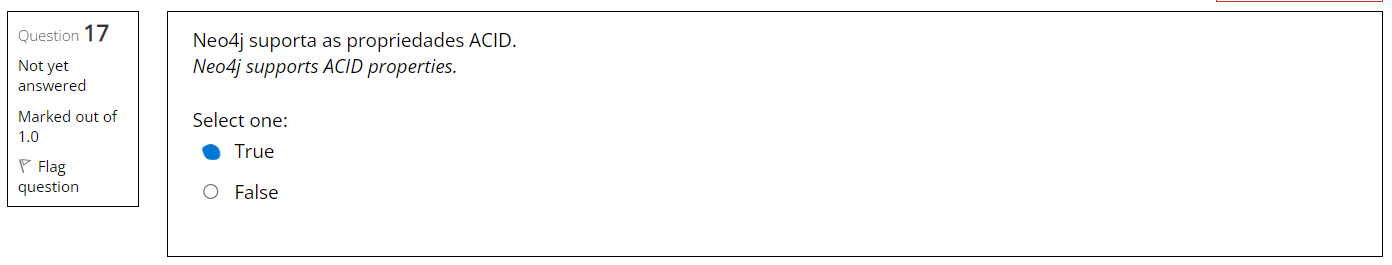 Question 17
Not yet
answered
Marked out of
1.0
Flag
question
Neo4j suporta as propriedades ACID.
Neo4j supports ACID properties.
Select one:
True
False